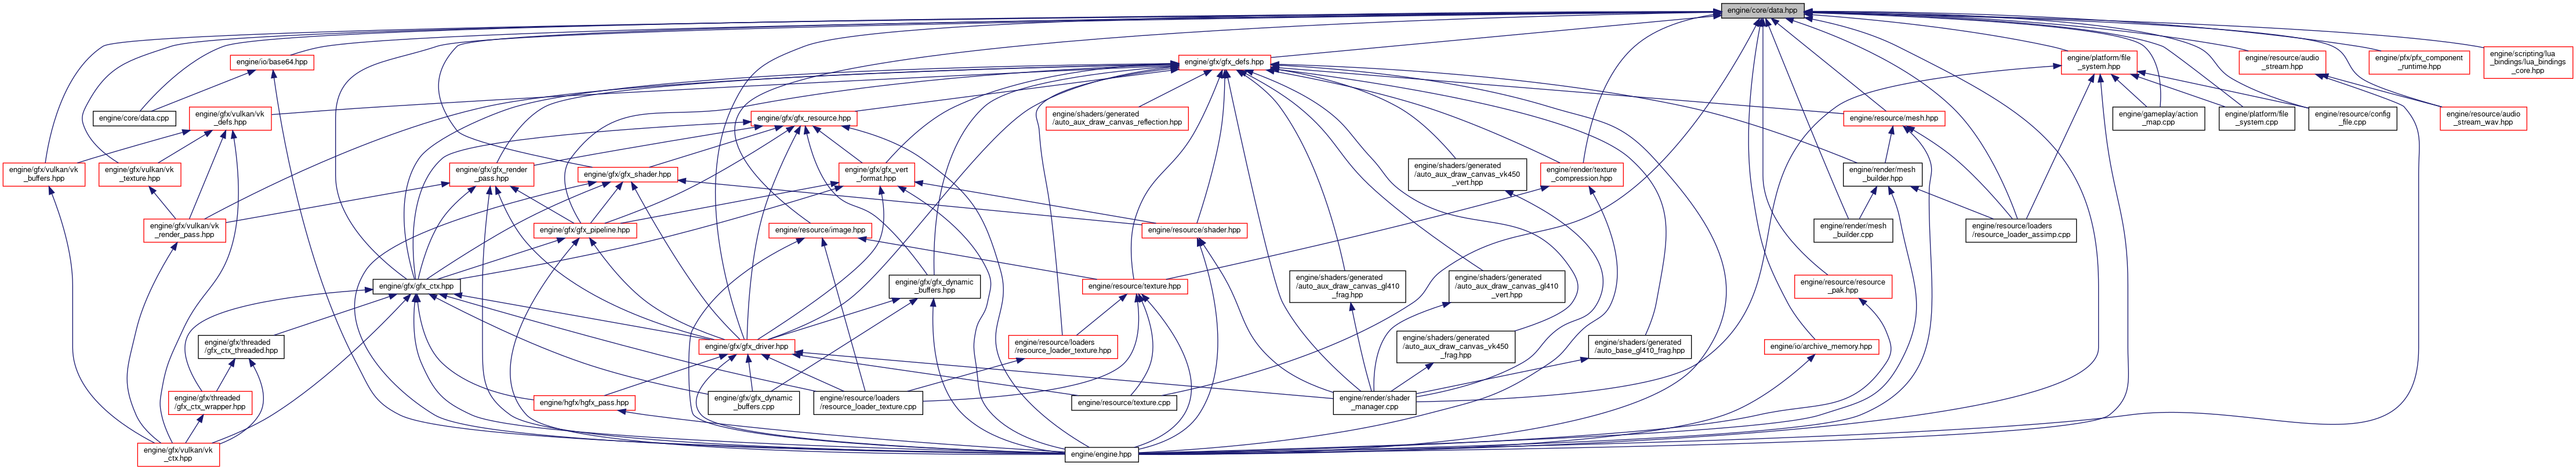 engine/core/data.hpp
engine/io/base64.hpp
engine/gfx/gfx_defs.hpp
engine/platform/file
_system.hpp
engine/resource/audio
_stream.hpp
engine/pfx/pfx_component
_runtime.hpp
engine/scripting/lua
_bindings/lua_bindings
_core.hpp
engine/core/data.cpp
engine/gfx/vulkan/vk
_defs.hpp
engine/gfx/gfx_resource.hpp
engine/shaders/generated
/auto_aux_draw_canvas_reflection.hpp
engine/resource/mesh.hpp
engine/gameplay/action
_map.cpp
engine/platform/file
_system.cpp
engine/resource/config
_file.cpp
engine/resource/audio
_stream_wav.hpp
engine/gfx/vulkan/vk
_buffers.hpp
engine/gfx/vulkan/vk
_texture.hpp
engine/gfx/gfx_render
_pass.hpp
engine/gfx/gfx_shader.hpp
engine/gfx/gfx_vert
_format.hpp
engine/shaders/generated
/auto_aux_draw_canvas_vk450
_vert.hpp
engine/render/texture
_compression.hpp
engine/render/mesh
_builder.hpp
engine/gfx/vulkan/vk
_render_pass.hpp
engine/gfx/gfx_pipeline.hpp
engine/resource/image.hpp
engine/resource/shader.hpp
engine/render/mesh
_builder.cpp
engine/resource/loaders
/resource_loader_assimp.cpp
engine/gfx/gfx_ctx.hpp
engine/gfx/gfx_dynamic
_buffers.hpp
engine/resource/texture.hpp
engine/shaders/generated
/auto_aux_draw_canvas_gl410
_frag.hpp
engine/shaders/generated
/auto_aux_draw_canvas_gl410
_vert.hpp
engine/resource/resource
_pak.hpp
engine/gfx/threaded
/gfx_ctx_threaded.hpp
engine/gfx/gfx_driver.hpp
engine/resource/loaders
/resource_loader_texture.hpp
engine/shaders/generated
/auto_aux_draw_canvas_vk450
_frag.hpp
engine/shaders/generated
/auto_base_gl410_frag.hpp
engine/io/archive_memory.hpp
engine/gfx/threaded
/gfx_ctx_wrapper.hpp
engine/hgfx/hgfx_pass.hpp
engine/gfx/gfx_dynamic
_buffers.cpp
engine/resource/loaders
/resource_loader_texture.cpp
engine/resource/texture.cpp
engine/render/shader
_manager.cpp
engine/gfx/vulkan/vk
_ctx.hpp
engine/engine.hpp